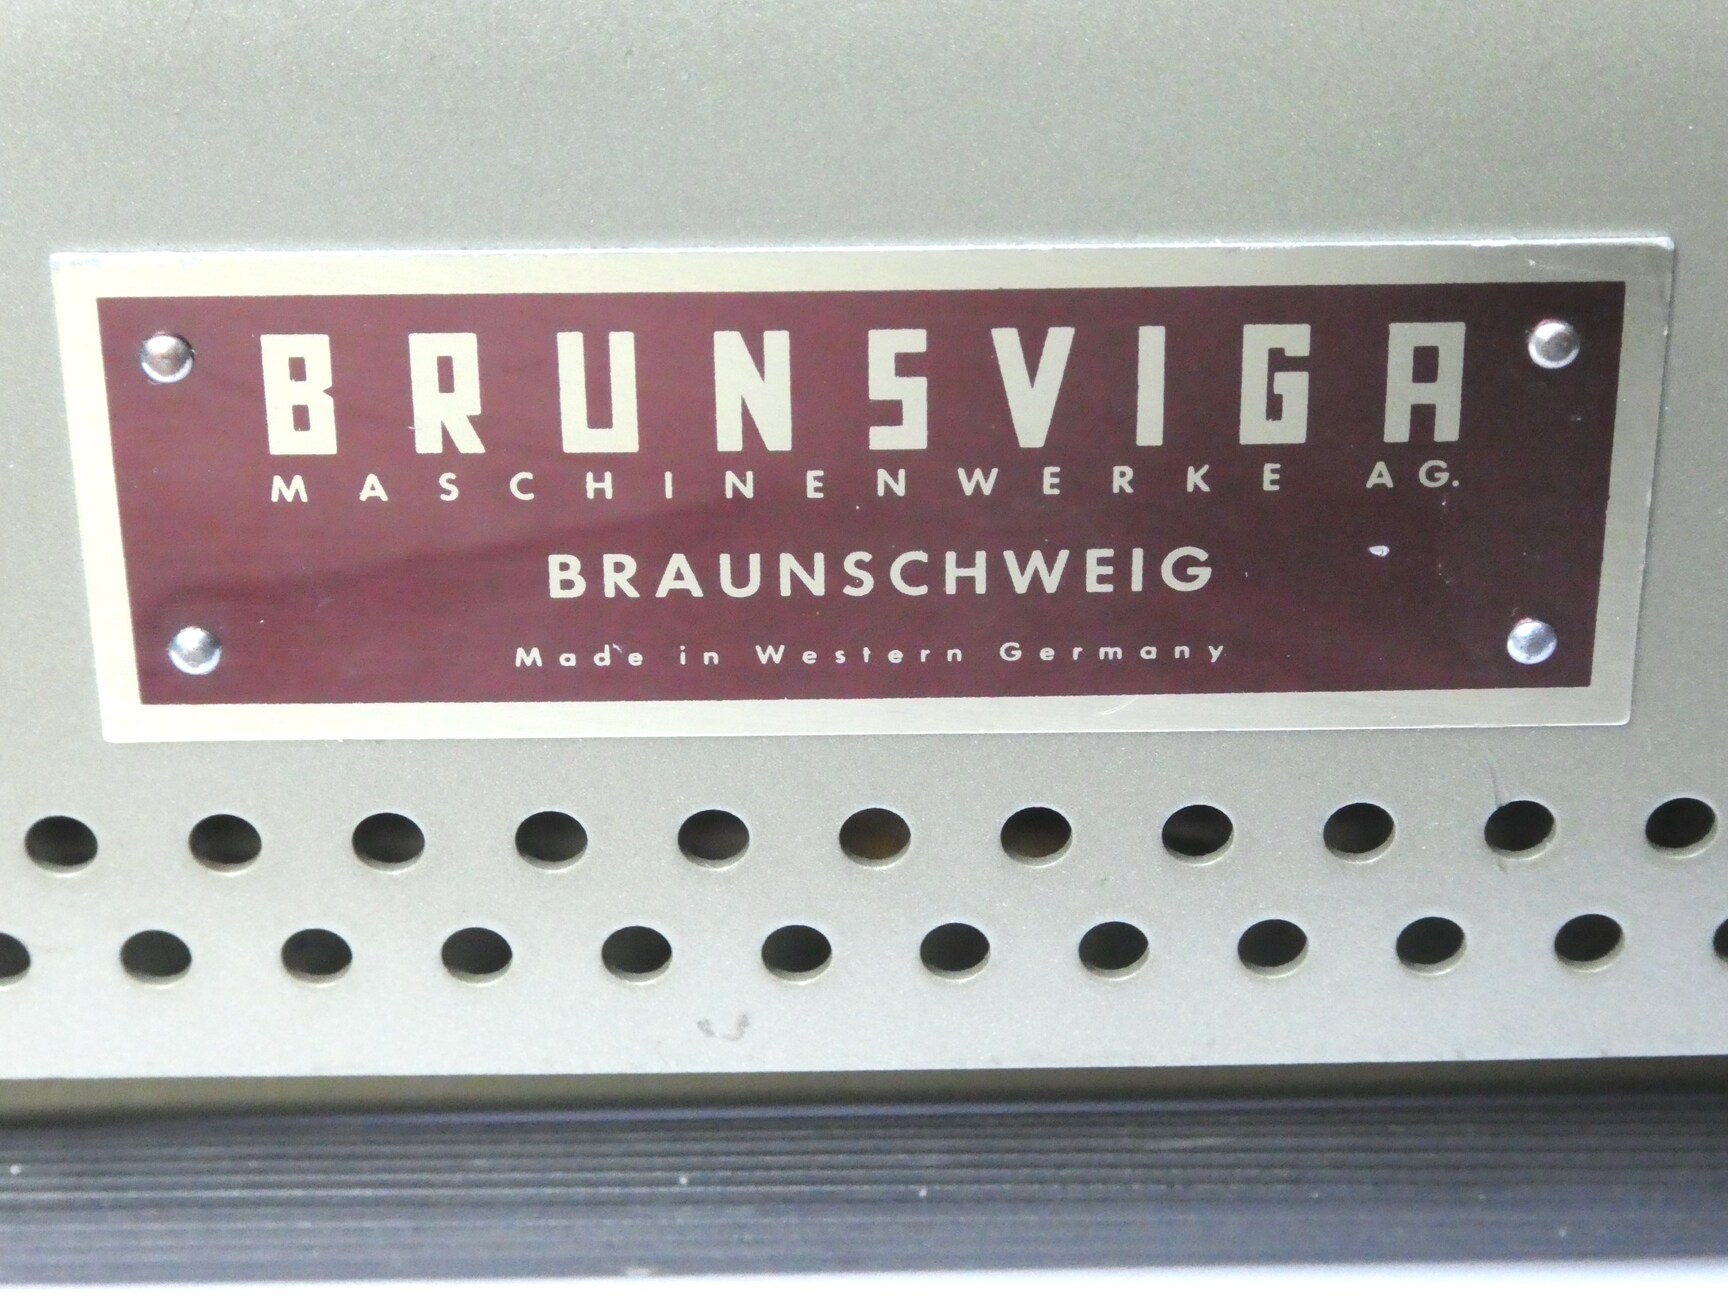 BRUNSVIGA
MASCHINENWERKE AG.
BRAUNSCHWEIG
Made in Western Germany